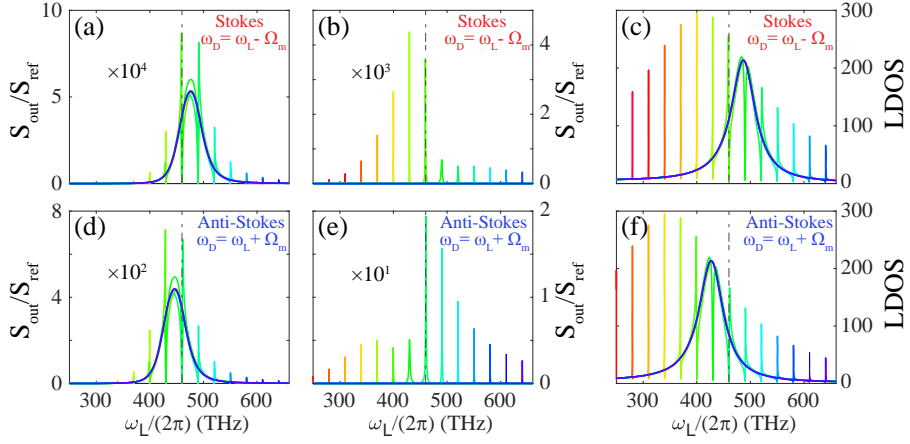 (a)
Stokes
ω_D = ω_L - Ω_m
×10^4
S_out/S_ref
10
5
0
(b)
Stokes
ω_D = ω_L - Ω_m
×10^3
S_out/S_ref
4
2
0
(c)
Stokes
ω_D = ω_L - Ω_m
LDOS
300
200
100
0
(d)
Anti-Stokes
ω_D = ω_L + Ω_m
×10^2
S_out/S_ref
8
4
0
300 400 500 600
ω_L/(2π) (THz)
(e)
Anti-Stokes
ω_D = ω_L + Ω_m
×10^1
S_out/S_ref
2
1
0
300 400 500 600
ω_L/(2π) (THz)
(f)
Anti-Stokes
ω_D = ω_L + Ω_m
LDOS
300
200
100
0
300 400 500 600
ω_L/(2π) (THz)